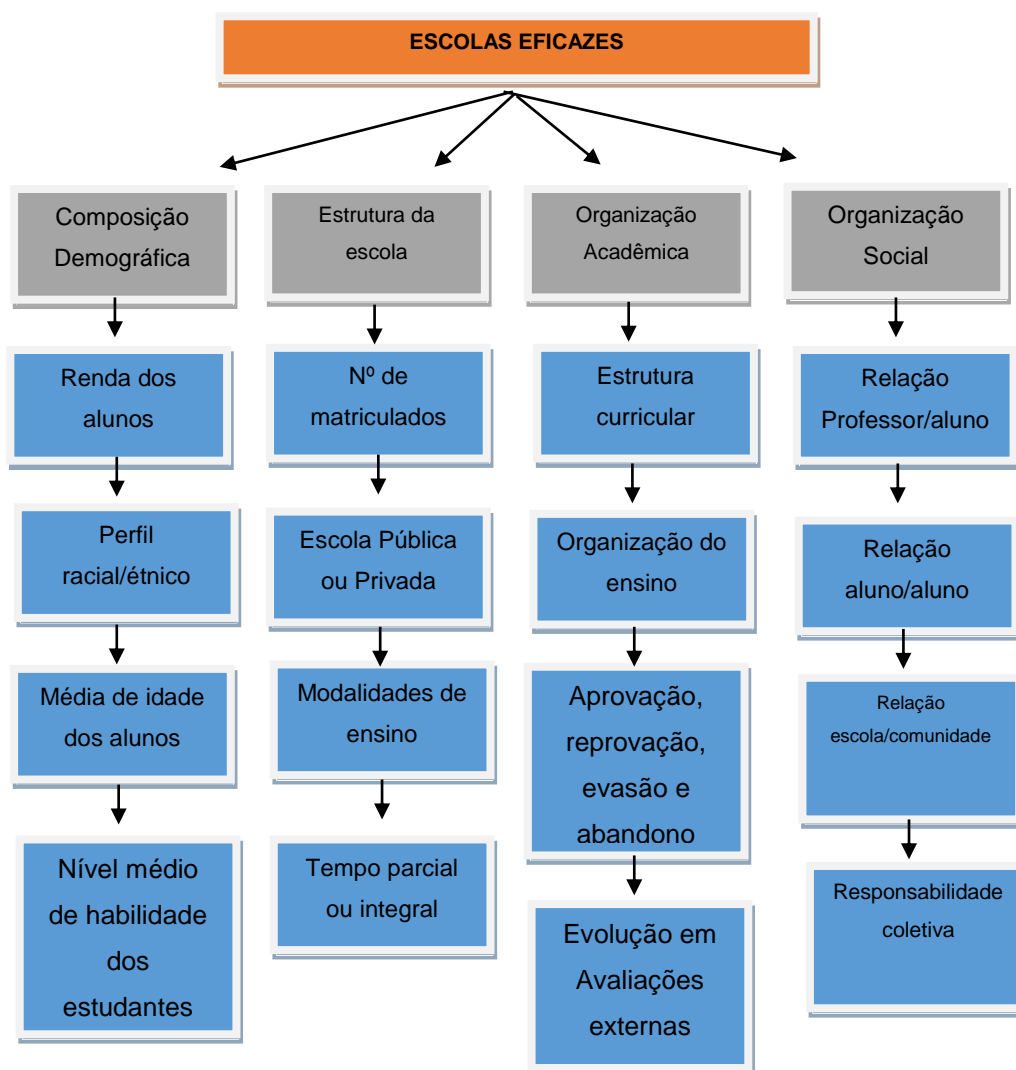 ESCOLAS EFICAZES
Composição
Demográfica
Estrutura da
escola
Organização
Acadêmica
Organização
Social
Renda dos
alunos
Nº de
matriculados
Estrutura
curricular
Relação
Professor/aluno
Perfil
racial/étnico
Escola Pública
ou Privada
Organização do
ensino
Relação
aluno/aluno
Média de idade
dos alunos
Modalidades de
ensino
Aprovação,
reprovação,
evasão e
abandono
Relação
escola/comunidade
Nível médio
de habilidade
dos
estudantes
Tempo parcial
ou integral
Evolução em
Avaliações
externas
Responsabilidade
coletiva